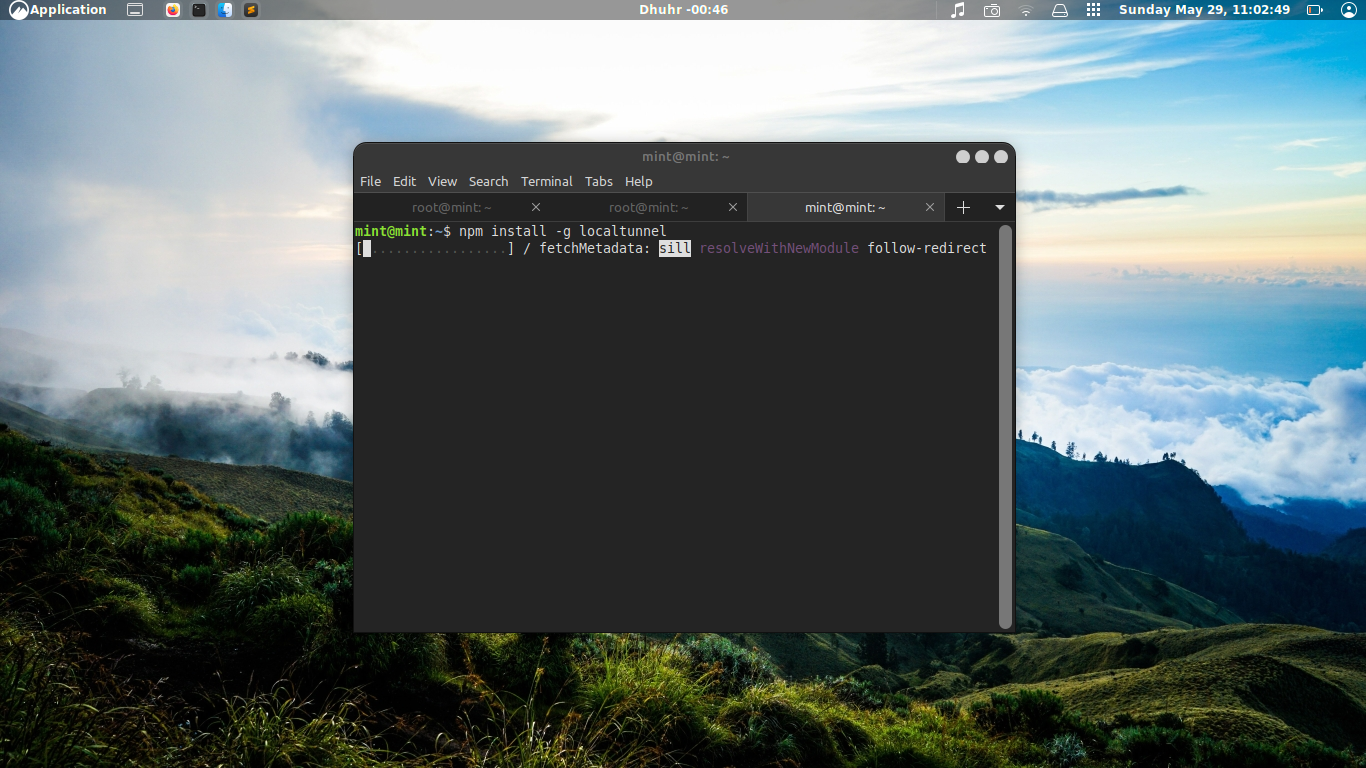 Application
Dhuhr -00:46
Sunday May 29, 11:02:49
mint@mint: ~
File Edit View Search Terminal Tabs Help
root@mint: ~ root@mint: ~ mint@mint: ~
mint@mint:~$ npm install -g localtunnel
[ .................] / fetchMetadata: sill resolveWithNewModule follow-redirect